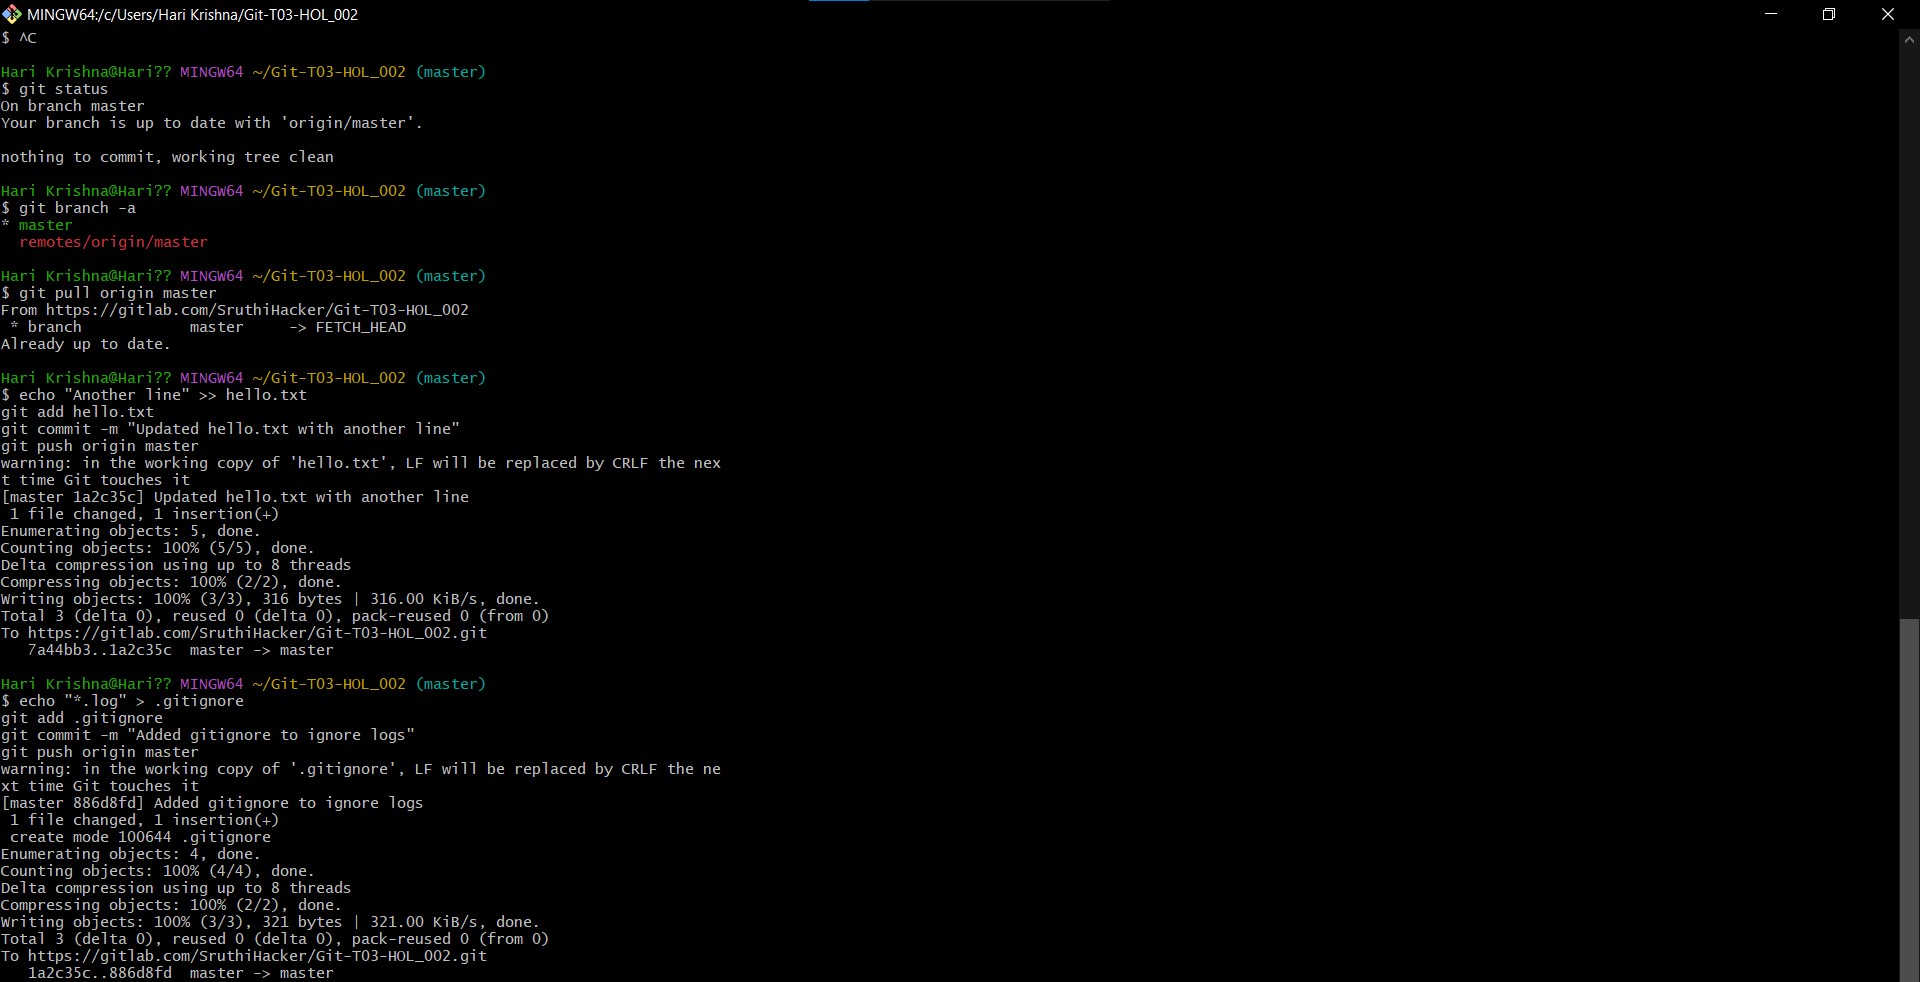 MINGW64:/c/Users/Hari Krishna/Git-T03-HOL_002
$ ^C
Hari Krishna@Hari?? MINGW64 ~/Git-T03-HOL_002 (master)
$ git status
On branch master
Your branch is up to date with 'origin/master'.
nothing to commit, working tree clean
Hari Krishna@Hari?? MINGW64 ~/Git-T03-HOL_002 (master)
$ git branch -a
* master
  remotes/origin/master
Hari Krishna@Hari?? MINGW64 ~/Git-T03-HOL_002 (master)
$ git pull origin master
From https://gitlab.com/SruthiHacker/Git-T03-HOL_002
 * branch            master     -> FETCH_HEAD
Already up to date.
Hari Krishna@Hari?? MINGW64 ~/Git-T03-HOL_002 (master)
$ echo "Another line" >> hello.txt
git add hello.txt
git commit -m "Updated hello.txt with another line"
git push origin master
warning: in the working copy of 'hello.txt', LF will be replaced by CRLF the nex
t time Git touches it
[master 1a2c35c] Updated hello.txt with another line
 1 file changed, 1 insertion(+)
Enumerating objects: 5, done.
Counting objects: 100% (5/5), done.
Delta compression using up to 8 threads
Compressing objects: 100% (2/2), done.
Writing objects: 100% (3/3), 316 bytes | 316.00 KiB/s, done.
Total 3 (delta 0), reused 0 (delta 0), pack-reused 0 (from 0)
To https://gitlab.com/SruthiHacker/Git-T03-HOL_002.git
   7a44bb3..1a2c35c  master -> master
Hari Krishna@Hari?? MINGW64 ~/Git-T03-HOL_002 (master)
$ echo "*.log" > .gitignore
git add .gitignore
git commit -m "Added gitignore to ignore logs"
git push origin master
warning: in the working copy of '.gitignore', LF will be replaced by CRLF the ne
xt time Git touches it
[master 886d8fd] Added gitignore to ignore logs
 1 file changed, 1 insertion(+)
 create mode 100644 .gitignore
Enumerating objects: 4, done.
Counting objects: 100% (4/4), done.
Delta compression using up to 8 threads
Compressing objects: 100% (2/2), done.
Writing objects: 100% (3/3), 321 bytes | 321.00 KiB/s, done.
Total 3 (delta 0), reused 0 (delta 0), pack-reused 0 (from 0)
To https://gitlab.com/SruthiHacker/Git-T03-HOL_002.git
   1a2c35c..886d8fd  master -> master